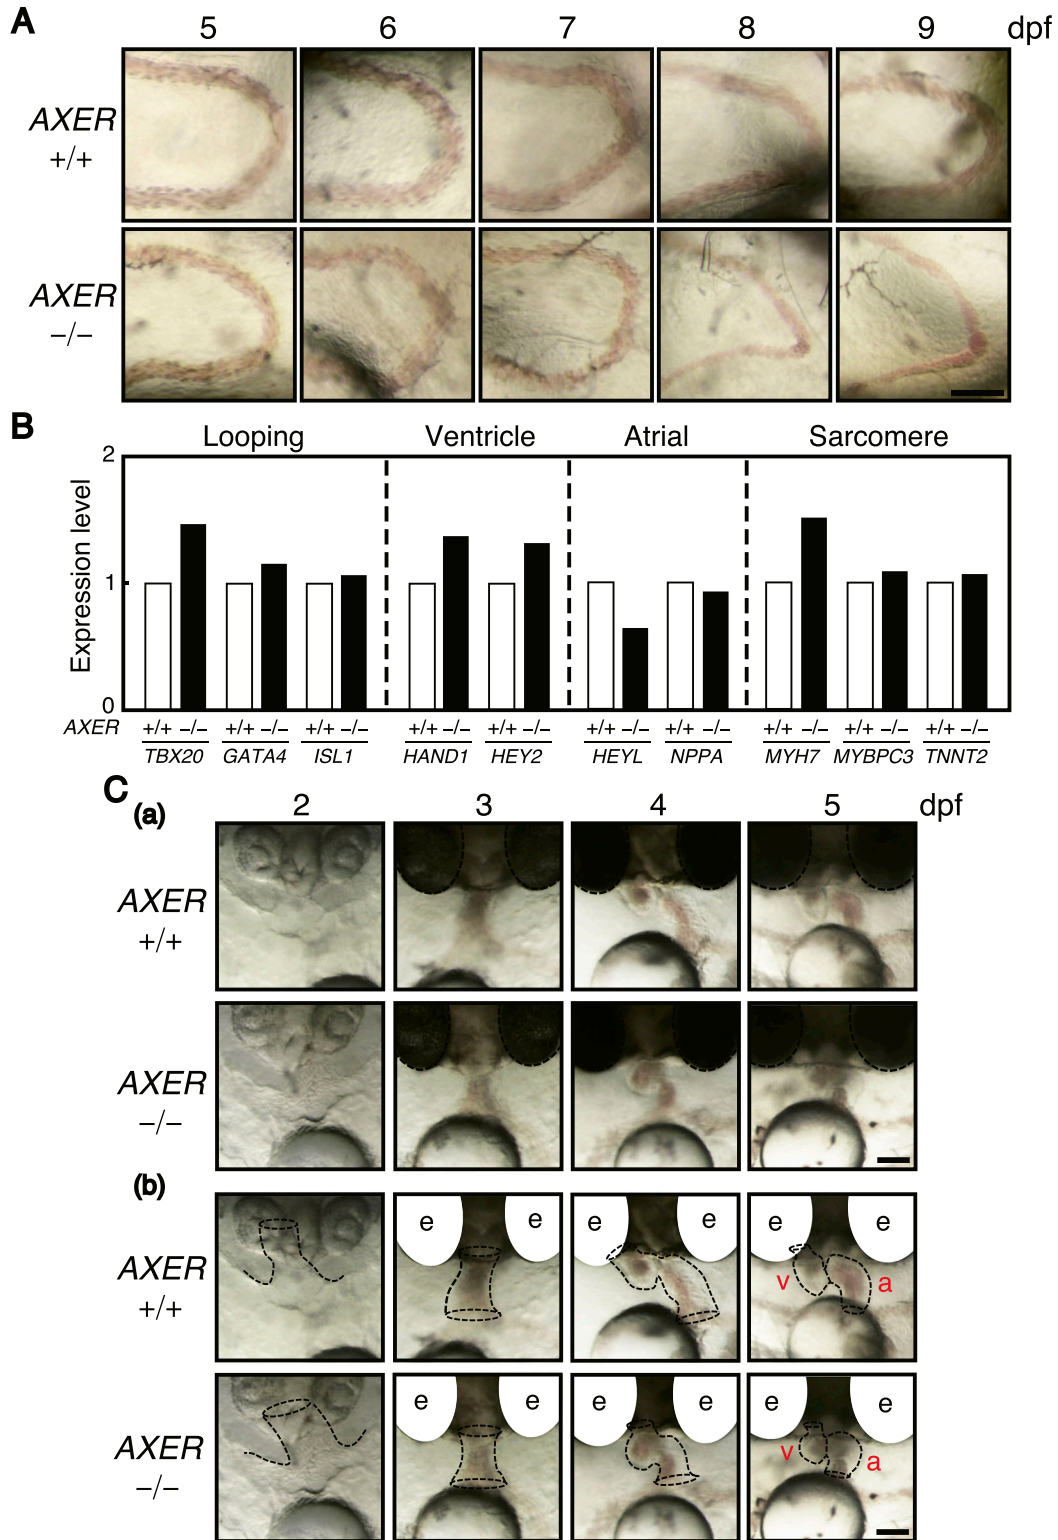 A 5 6 7 8 9 dpf
AXER
+/+
AXER
–/–
B Looping Ventricle Atrial Sarcomere
2
1
0
Expression level
AXER +/+ –/– +/+ –/– +/+ –/– +/+ –/– +/+ –/– +/+ –/– +/+ –/– +/+ –/– +/+ –/– +/+ –/–
TBX20 GATA4 ISL1 HAND1 HEY2 HEYL NPPA MYH7 MYBPC3 TNNT2
C (a) 2 3 4 5 dpf
AXER
+/+
AXER
–/–
(b)
AXER
+/+
e e e e e e
v a
AXER
–/–
e e e e e e
v a